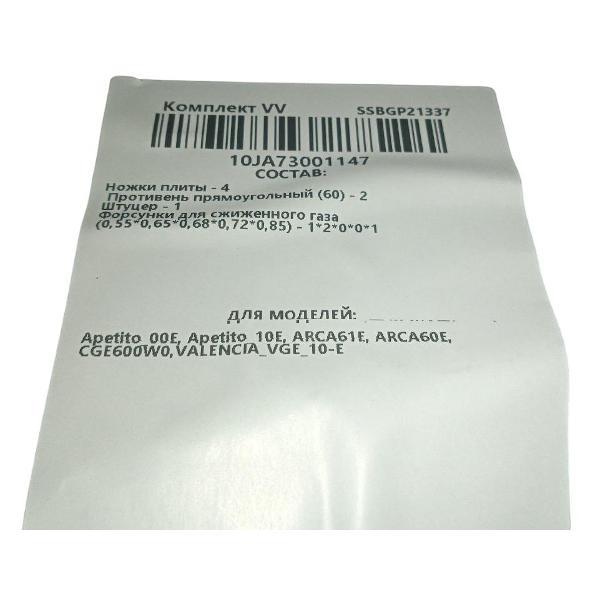 Комплект VV SSBGP21337
10JA73001147
СОСТАВ:
Ножки плиты - 4
Противень прямоугольный (60) - 2
Штуцер - 1
Форсунки для сжиженного газа
(0,55*0,65*0,68*0,72*0,85) - 1*2*0*0*1
ДЛЯ МОДЕЛЕЙ:
Apetito_00E, Apetito_10E, ARCA61E, ARCA60E,
CGE600W0,VALENCIA_VGE_10-E